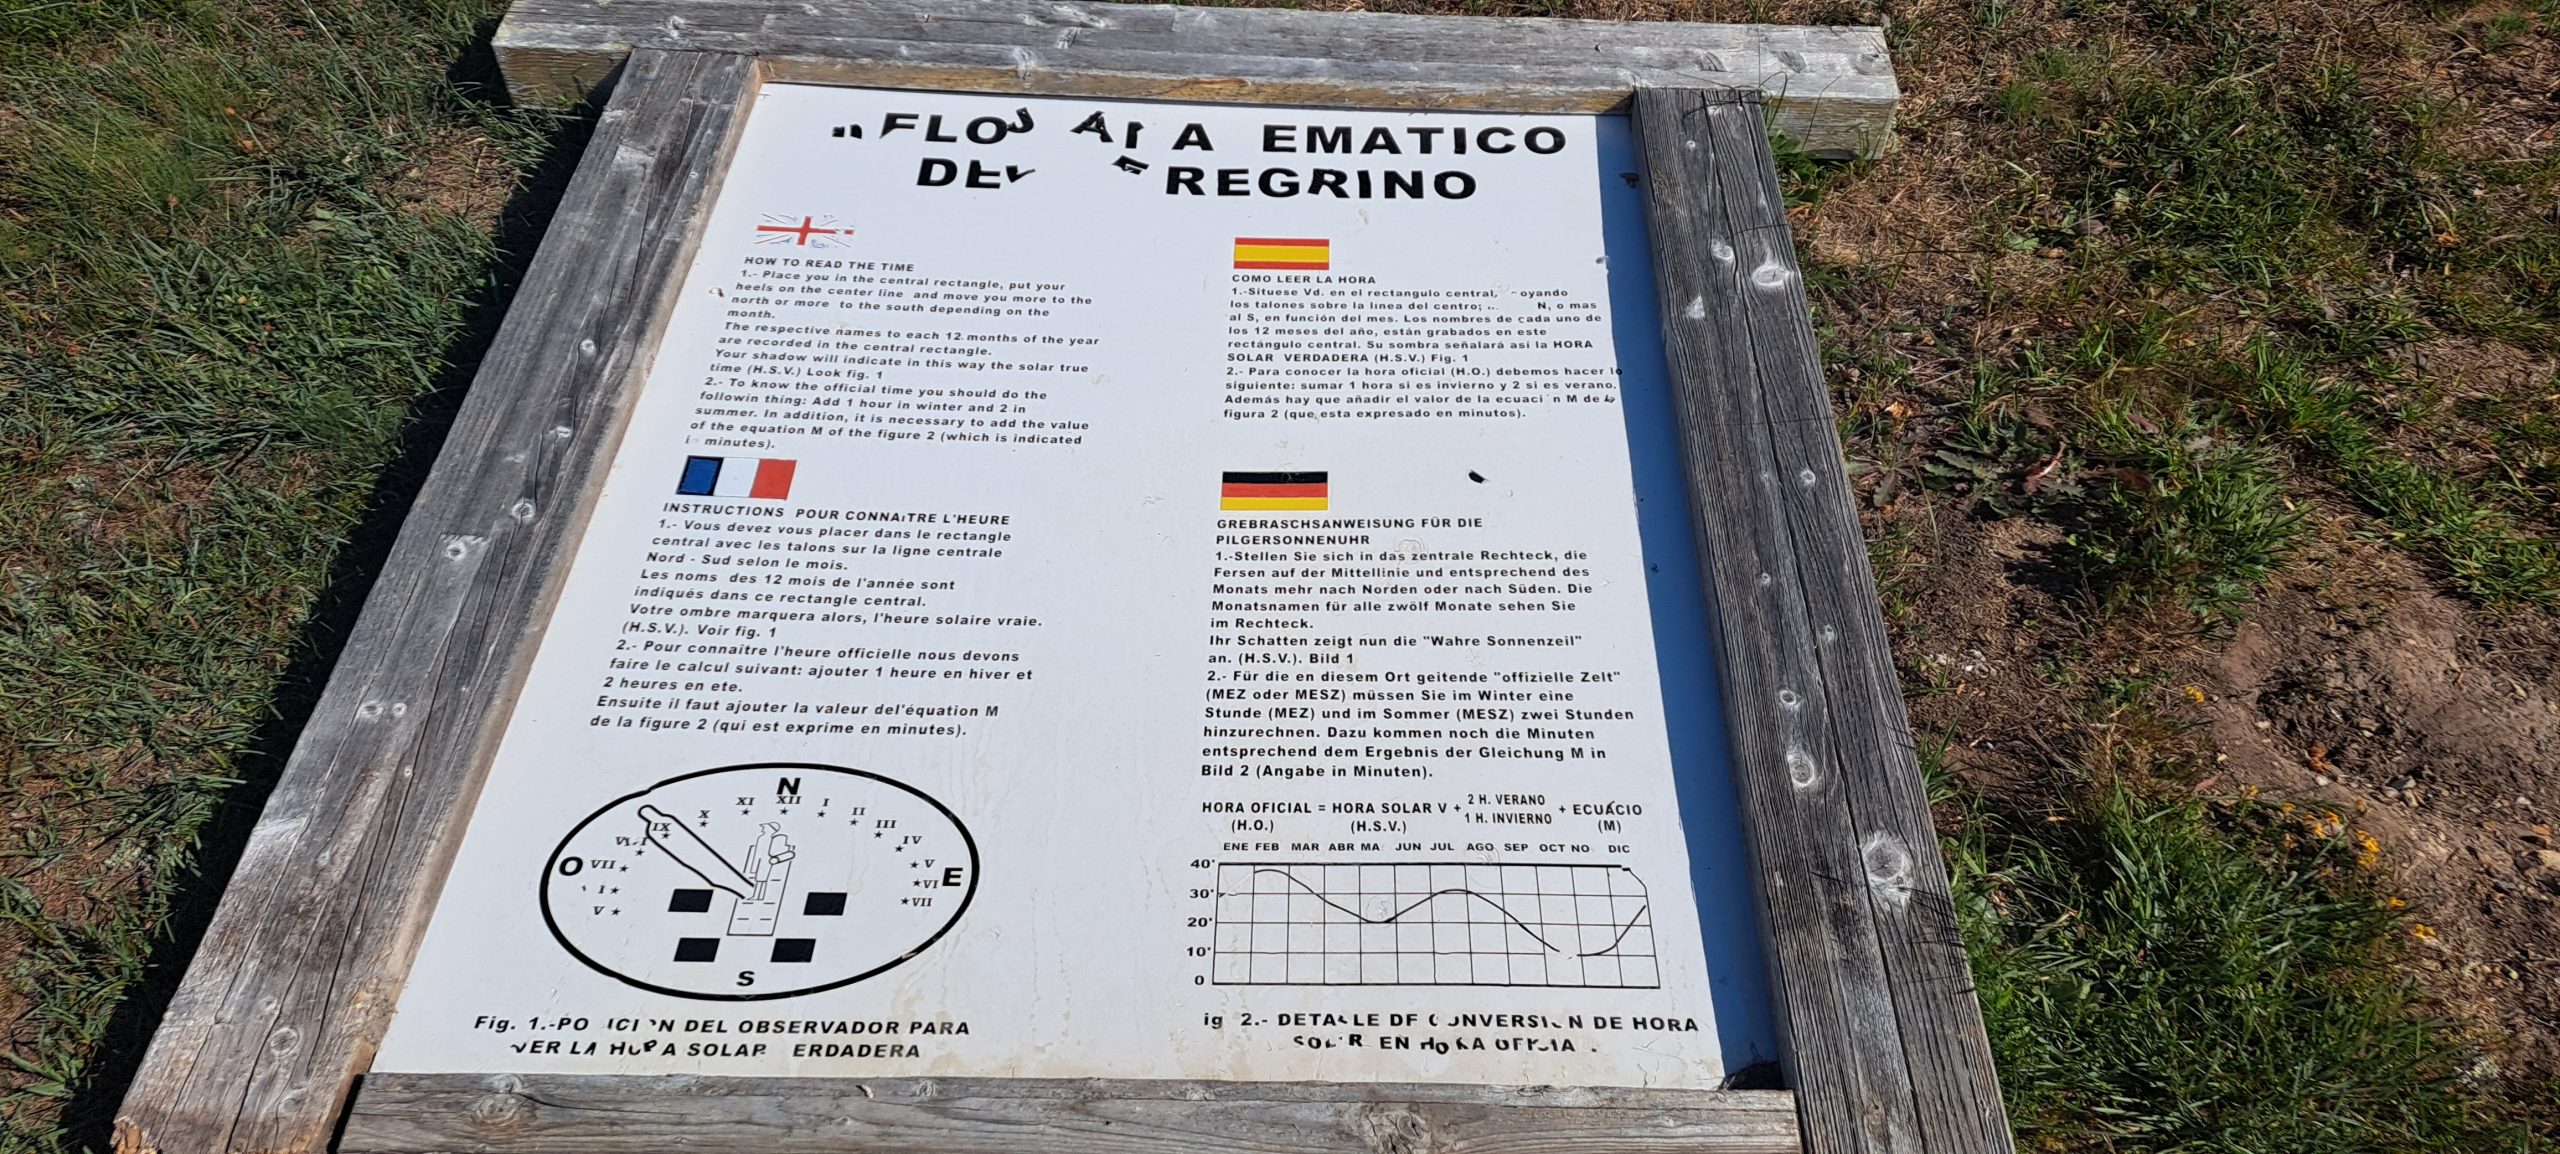 EMATICO
REGRINO
HOW TO READ THE TIME
1.- Place you in the central rectangle, put your
heels on the center line and move you more to the
north or more to the south depending on the
month.
The respective names to each 12 months of the year
are recorded in the central rectangle.
Your shadow will indicate in this way the solar true
time (H.S.V.) Look fig. 1
2.- To know the official time you should do the
followin thing: Add 1 hour in winter and 2 in
summer. In addition, it is necessary to add the value
of the equation M of the figure 2 (which is indicated
minutes).
COMO LEER LA HORA
1.-Situese Vd. en el rectangulo central, oyando
los talones sobre la linea del centro; N, o mas
al S, en función del mes. Los nombres de cada uno de
los 12 meses del año, están grabados en este
rectángulo central. Su sombra señalará así la HORA
SOLAR VERDADERA (H.S.V.) Fig. 1
2.- Para conocer la hora oficial (H.O.) debemos hacer lo
siguiente: sumar 1 hora si es invierno y 2 si es verano.
Además hay que añadir el valor de la ecuaci n M de
figura 2 (que esta expresado en minutos).
INSTRUCTIONS POUR CONNAîTRE L'HEURE
1.- Vous devez vous placer dans le rectangle
central avec les talons sur la ligne centrale
Nord - Sud selon le mois.
Les noms des 12 mois de l'année sont
indiqués dans ce rectangle central.
Votre ombre marquera alors, l'heure solaire vraie.
(H.S.V.). Voir fig. 1
2.- Pour connaître l'heure officielle nous devons
faire le calcul suivant: ajouter 1 heure en hiver et
2 heures en ete.
Ensuite il faut ajouter la valeur del'équation M
de la figure 2 (qui est exprime en minutes).
GREBRASCHSANWEISUNG FÜR DIE
PILGERSONNENUHR
1.-Stellen Sie sich in das zentrale Rechteck, die
Fersen auf der Mittellinie und entsprechend des
Monats mehr nach Norden oder nach Süden. Die
Monatsnamen für alle zwölf Monate sehen Sie
im Rechteck.
Ihr Schatten zeigt nun die "Wahre Sonnenzeil"
an. (H.S.V.). Bild 1
2.- Für die en diesem Ort geitende "offizielle Zelt"
(MEZ oder MESZ) müssen Sie im Winter eine
Stunde (MEZ) und im Sommer (MESZ) zwei Stunden
hinzurechnen. Dazu kommen noch die Minuten
entsprechend dem Ergebnis der Gleichung M in
Bild 2 (Angabe in Minuten).
N
XI XII I
X II
IX III
IV
VII V
O E
VI
V VII
S
Fig. 1.-PO ICI N DEL OBSERVADOR PARA
VER LA HORA SOLAR ERDADERA
HORA OFICIAL = HORA SOLAR V + 2 H. VERANO + ECUACIO
1 H. INVIERNO
(H.O.) (H.S.V.) (M)
ENE FEB MAR ABR MA JUN JUL AGO SEP OCT NO DIC
40'
30'
20'
10'
0
ig 2.- DETALLE DE CONVERSI N DE HORA
EN HORA